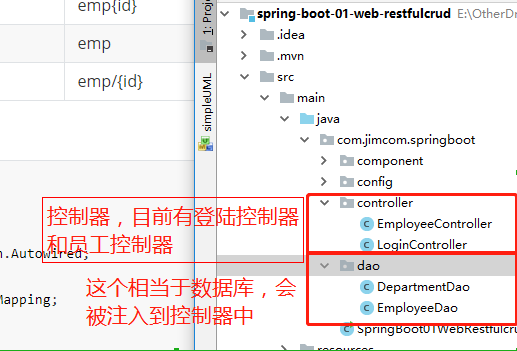 emp{id}
emp
emp/{id}
n.Autowired;
Mapping;
1: Proj
simpleUML
spring-boot-01-web-restfulcrud E:\OtherDr
.idea
.mvn
src
main
java
com.jimcom.springboot
component
config
controller
EmployeeController
LoginController
dao
DepartmentDao
EmployeeDao
SpringBoot01WebRestfulcr
resources
控制器，目前有登陆控制器
和员工控制器
这个相当于数据库，会
被注入到控制器中